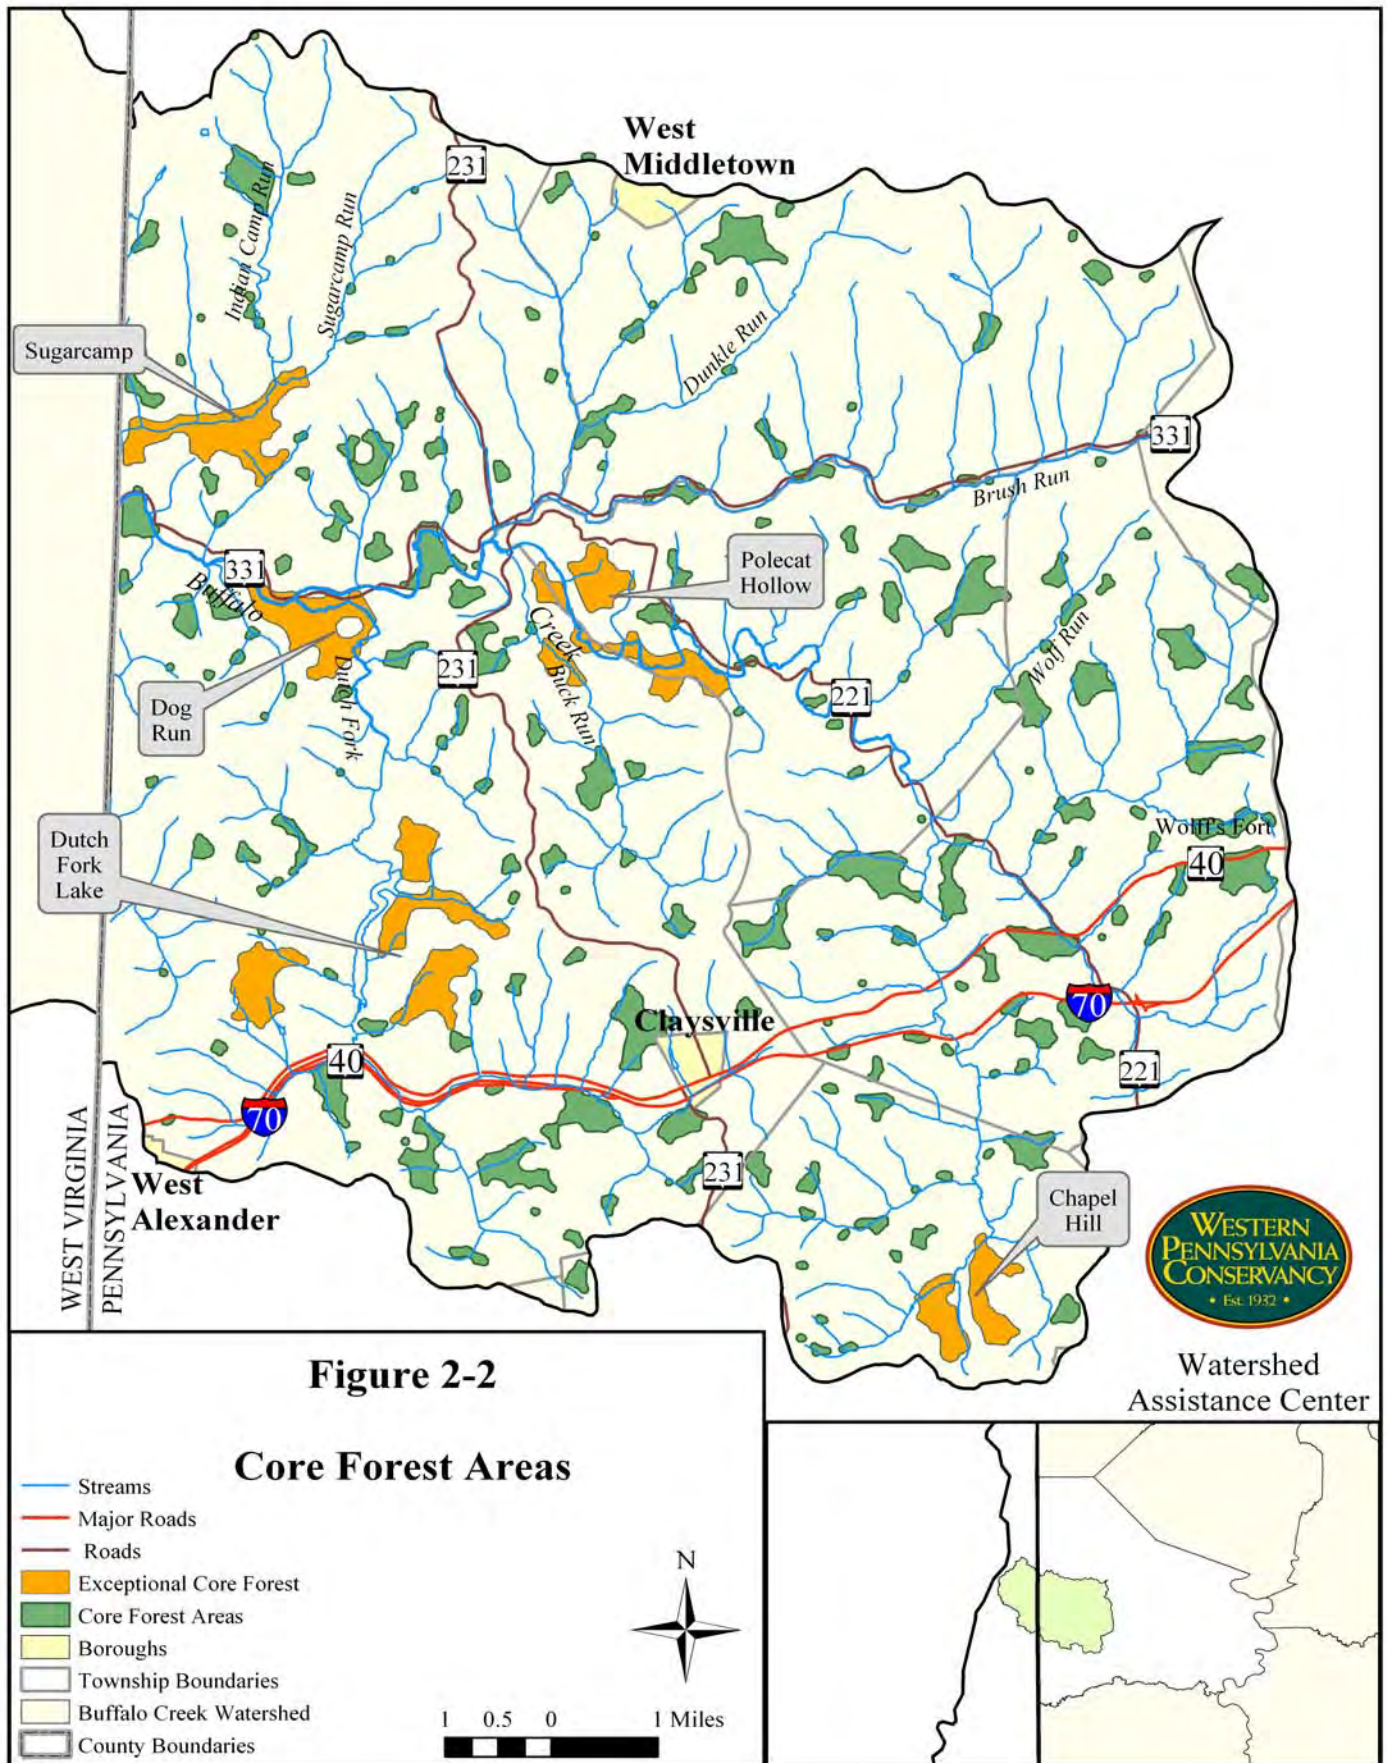 West
Middletown
231
Indian Camp Run
Sugarcamp Run
Sugarcamp
Dunkle Run
331
Brush Run
331
Buffalo
Polecat
Hollow
Creek
Wolf Run
Dutch Fork
231
Buck Run
221
Dog
Run
Dutch
Fork
Lake
Wolff's Fort
40
70
Claysville
40
221
70
WEST VIRGINIA
PENNSYLVANIA
West
Alexander
231
Chapel
Hill
WESTERN
PENNSYLVANIA
CONSERVANCY
• Est. 1932 •
Watershed
Assistance Center
Figure 2-2
Core Forest Areas
Streams
Major Roads
Roads
Exceptional Core Forest
Core Forest Areas
Boroughs
Township Boundaries
Buffalo Creek Watershed
County Boundaries
N
1 0.5 0 1 Miles